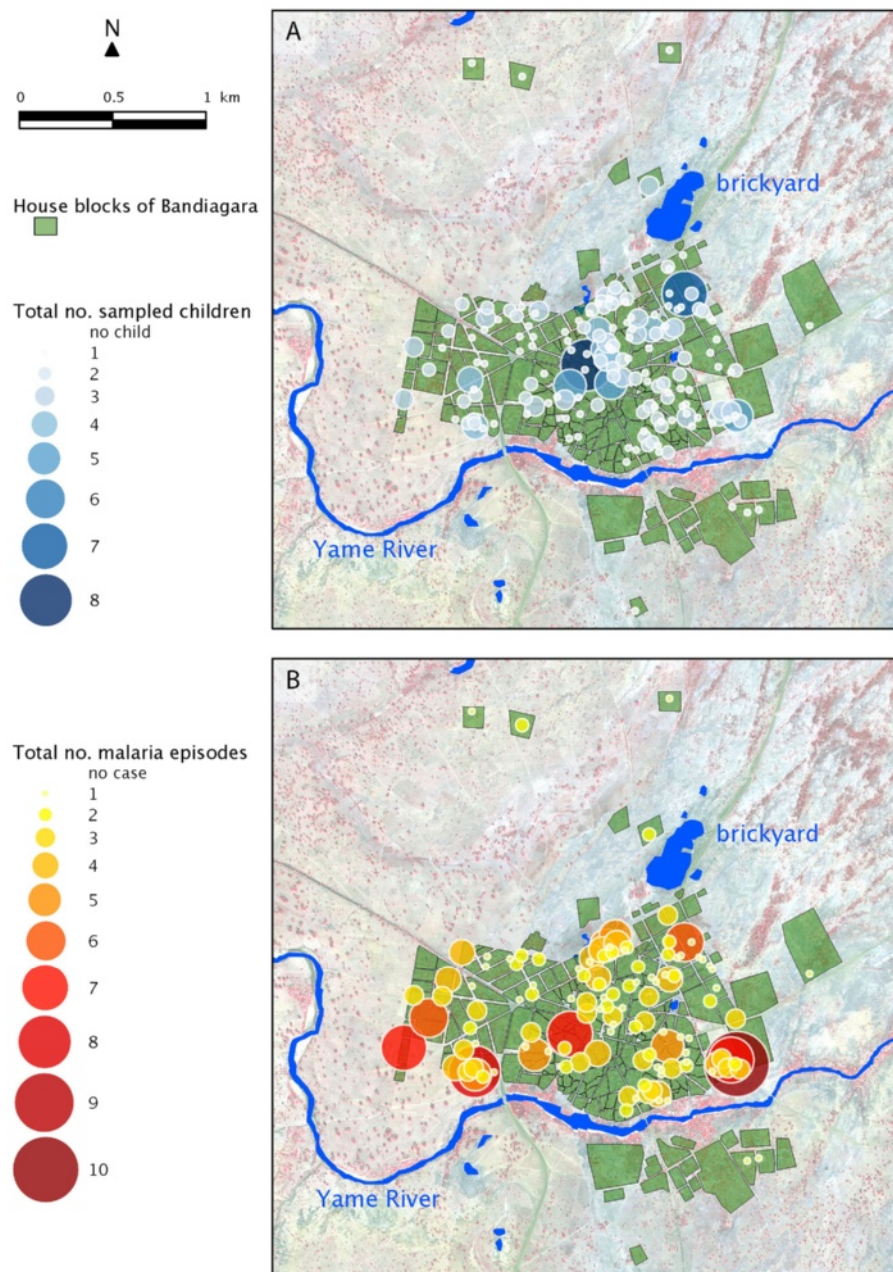 N
0 0.5 1 km
House blocks of Bandiagara
Total no. sampled children
no child
1
2
3
4
5
6
7
8
A
brickyard
Yame River
Total no. malaria episodes
no case
1
2
3
4
5
6
7
8
9
10
B
brickyard
Yame River